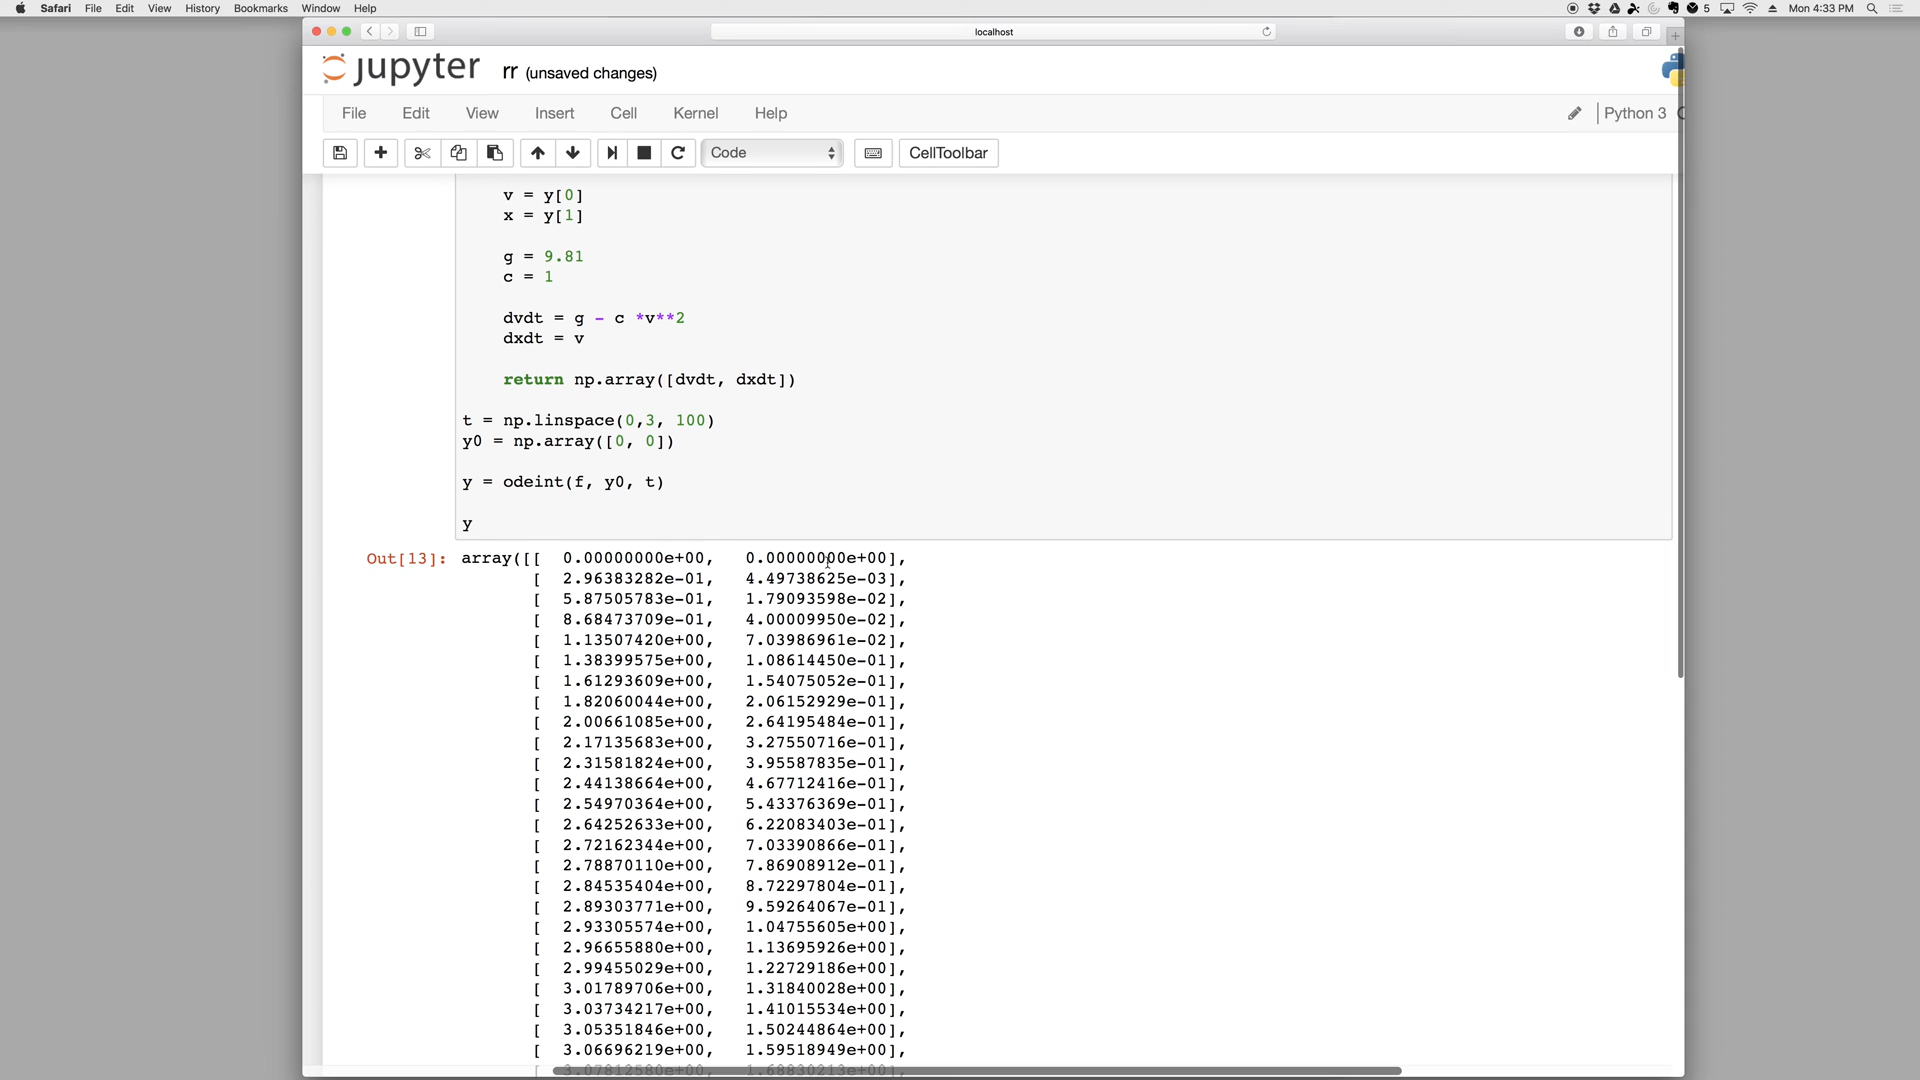 Safari File Edit View History Bookmarks Window Help 5 Mon 4:33 PM
localhost
jupyter rr (unsaved changes)
File Edit View Insert Cell Kernel Help Python 3
Code CellToolbar
v = y[0]
x = y[1]
g = 9.81
c = 1
dvdt = g - c *v**2
dxdt = v
return np.array([dvdt, dxdt])
t = np.linspace(0,3, 100)
y0 = np.array([0, 0])
y = odeint(f, y0, t)
y
Out[13]: array([[ 0.00000000e+00, 0.00000000e+00],
[ 2.96383282e-01, 4.49738625e-03],
[ 5.87505783e-01, 1.79093598e-02],
[ 8.68473709e-01, 4.00009950e-02],
[ 1.13507420e+00, 7.03986961e-02],
[ 1.38399575e+00, 1.08614450e-01],
[ 1.61293609e+00, 1.54075052e-01],
[ 1.82060044e+00, 2.06152929e-01],
[ 2.00661085e+00, 2.64195484e-01],
[ 2.17135683e+00, 3.27550716e-01],
[ 2.31581824e+00, 3.95587835e-01],
[ 2.44138664e+00, 4.67712416e-01],
[ 2.54970364e+00, 5.43376369e-01],
[ 2.64252633e+00, 6.22083403e-01],
[ 2.72162344e+00, 7.03390866e-01],
[ 2.78870110e+00, 7.86908912e-01],
[ 2.84535404e+00, 8.72297804e-01],
[ 2.89303771e+00, 9.59264067e-01],
[ 2.93305574e+00, 1.04755605e+00],
[ 2.96655880e+00, 1.13695926e+00],
[ 2.99455029e+00, 1.22729186e+00],
[ 3.01789706e+00, 1.31840028e+00],
[ 3.03734217e+00, 1.41015534e+00],
[ 3.05351846e+00, 1.50244864e+00],
[ 3.06696219e+00, 1.59518949e+00],
[ 3.07812580e+00, 1.68830213e+00],